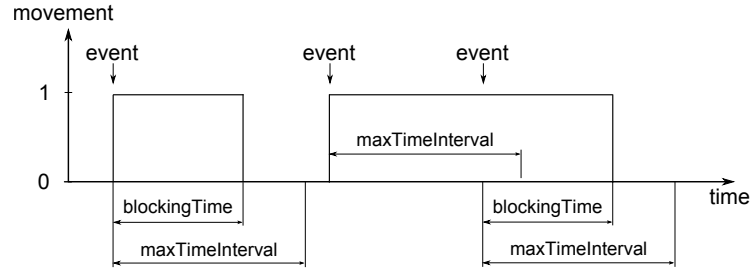 movement
event
event
event
1
maxTimeInterval
0
time
blockingTime
blockingTime
maxTimeInterval
maxTimeInterval